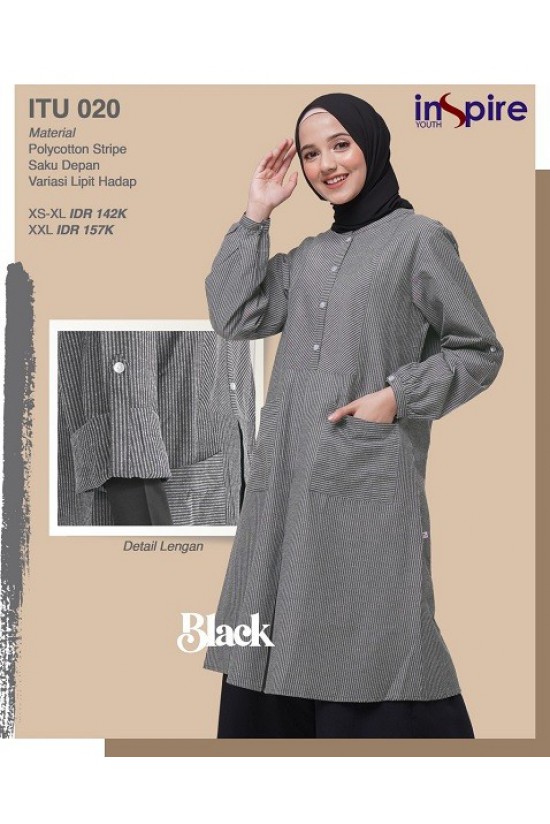 ITU 020
Material
Polycotton Stripe
Saku Depan
Variasi Lipit Hadap
XS-XL IDR 142K
XXL IDR 157K
inSpire
YOUTH
Detail Lengan
Black